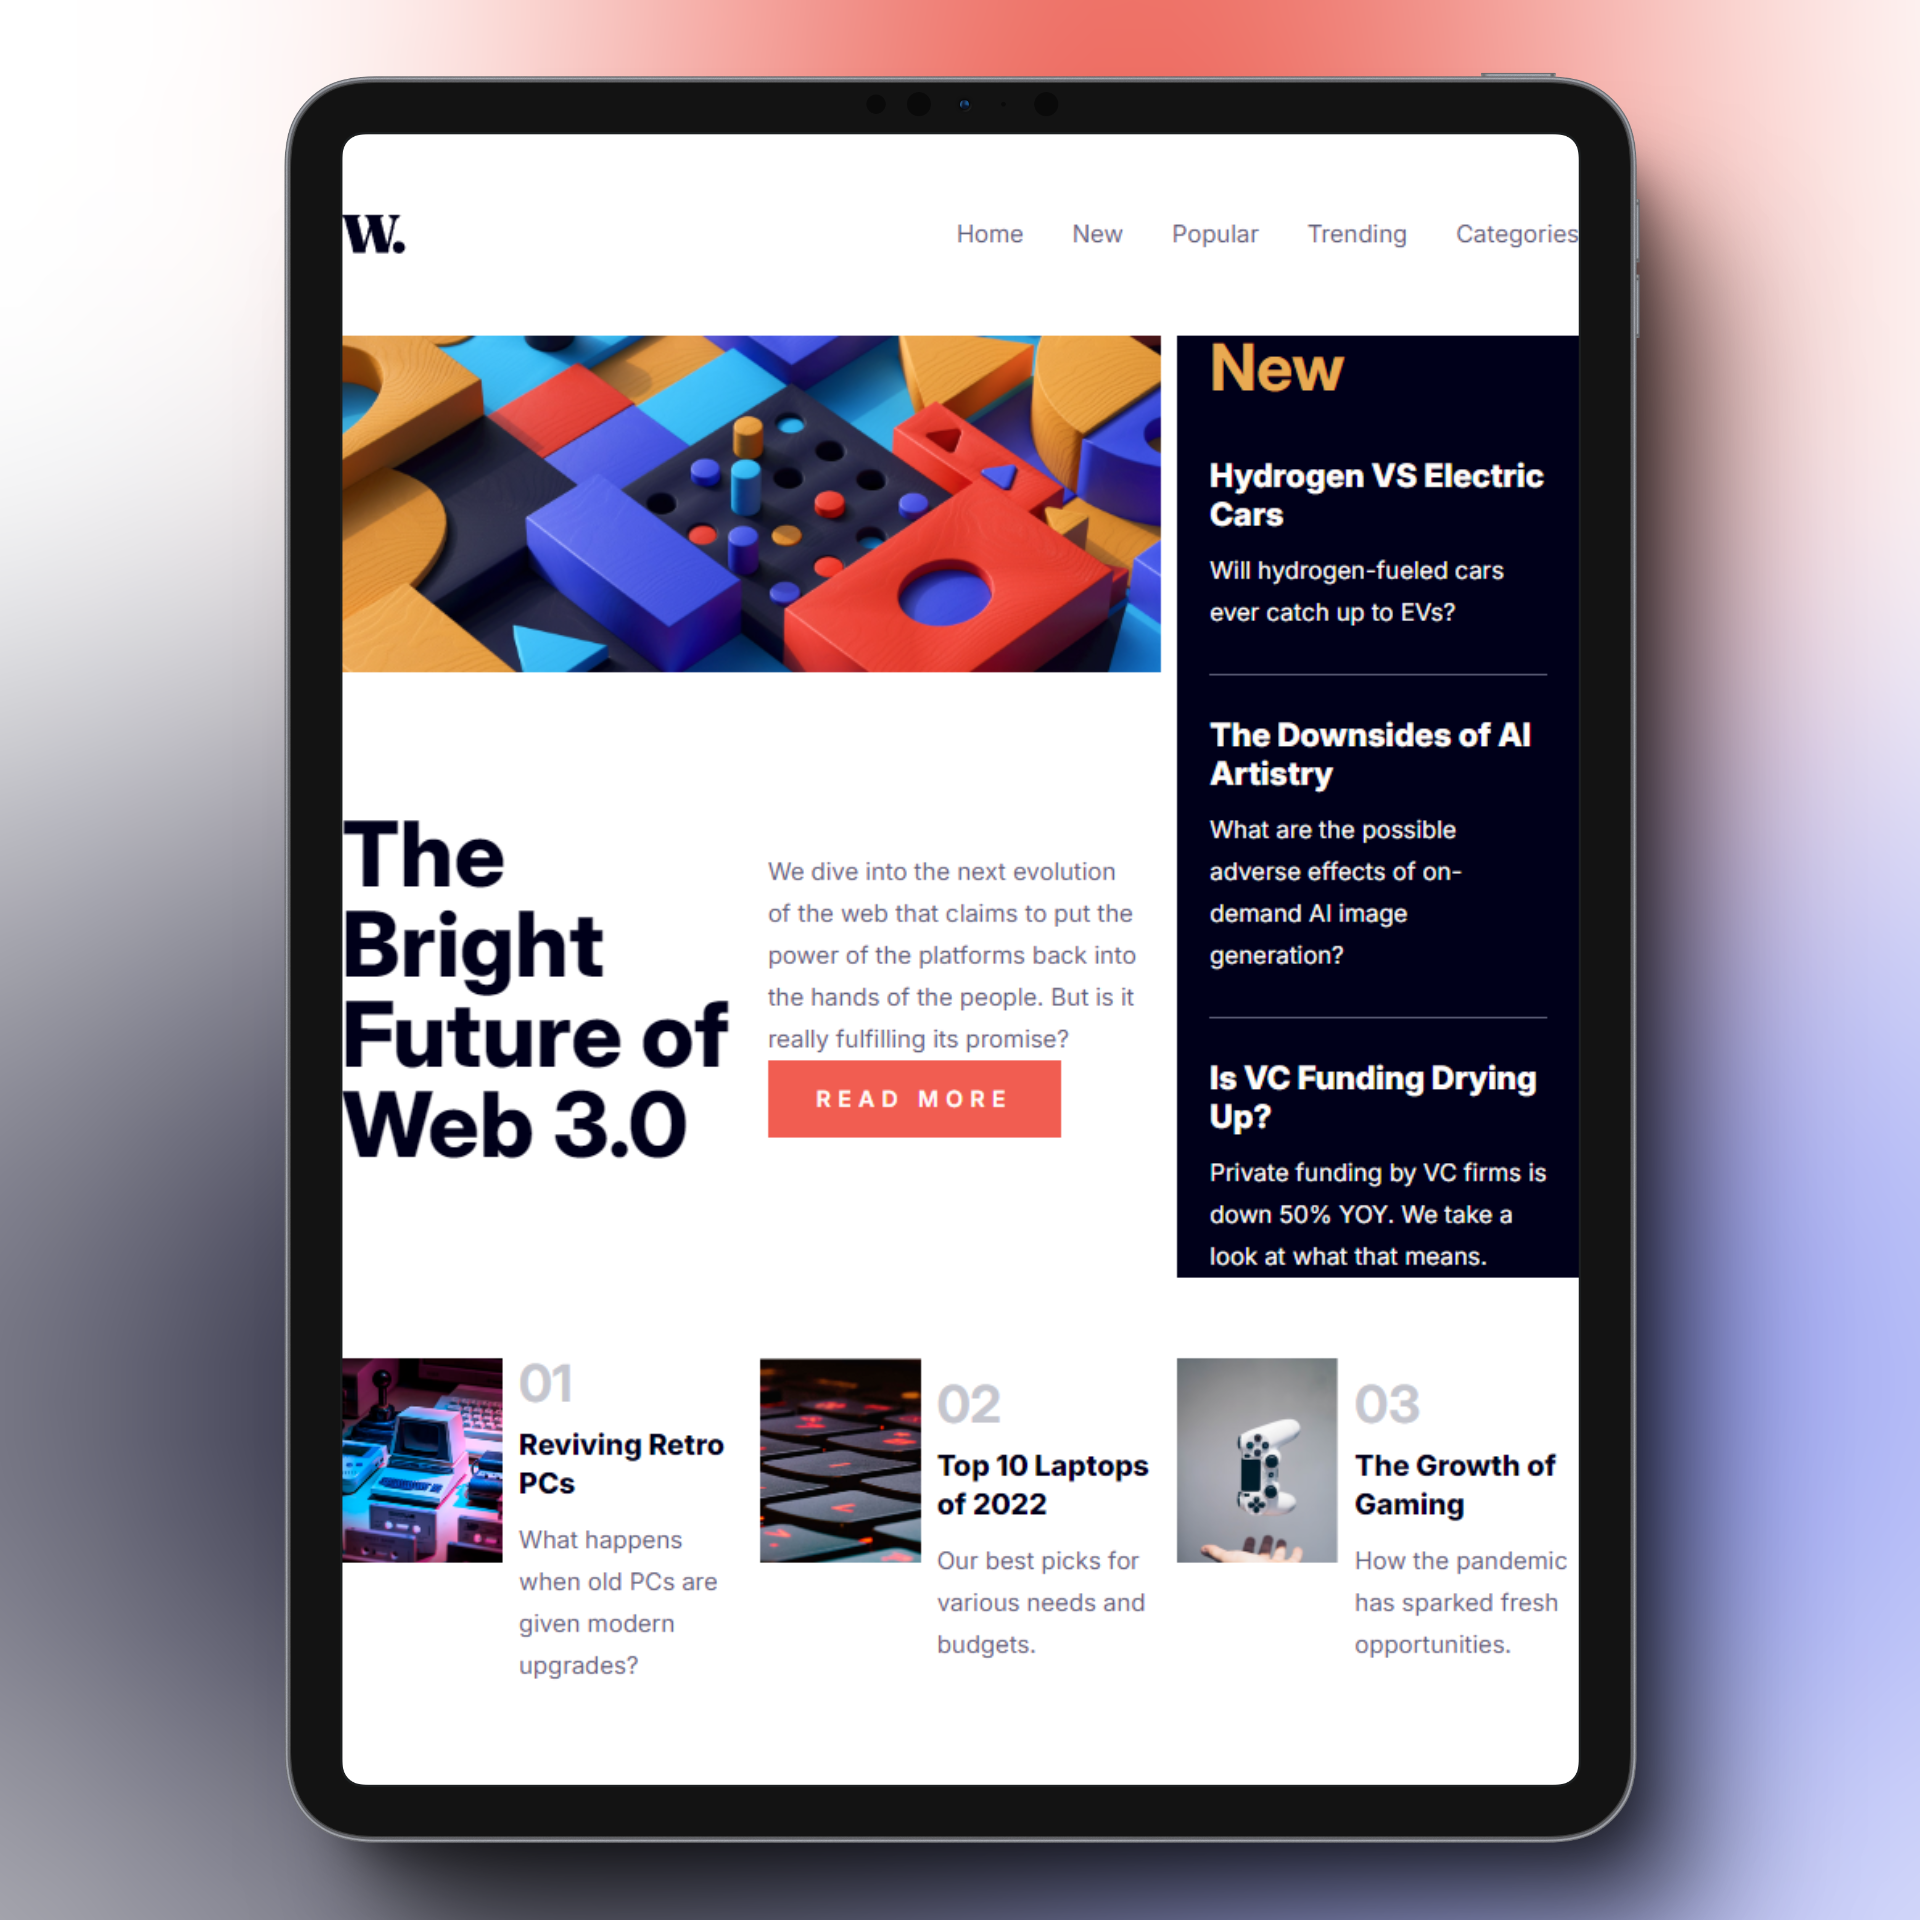 W.
Home New Popular Trending Categories
The
Bright
Future of
Web 3.0
We dive into the next evolution
of the web that claims to put the
power of the platforms back into
the hands of the people. But is it
really fulfilling its promise?
READ MORE
New
Hydrogen VS Electric
Cars
Will hydrogen-fueled cars
ever catch up to EVs?
The Downsides of AI
Artistry
What are the possible
adverse effects of on-
demand AI image
generation?
Is VC Funding Drying
Up?
Private funding by VC firms is
down 50% YOY. We take a
look at what that means.
01
Reviving Retro
PCs
What happens
when old PCs are
given modern
upgrades?
02
Top 10 Laptops
of 2022
Our best picks for
various needs and
budgets.
03
The Growth of
Gaming
How the pandemic
has sparked fresh
opportunities.